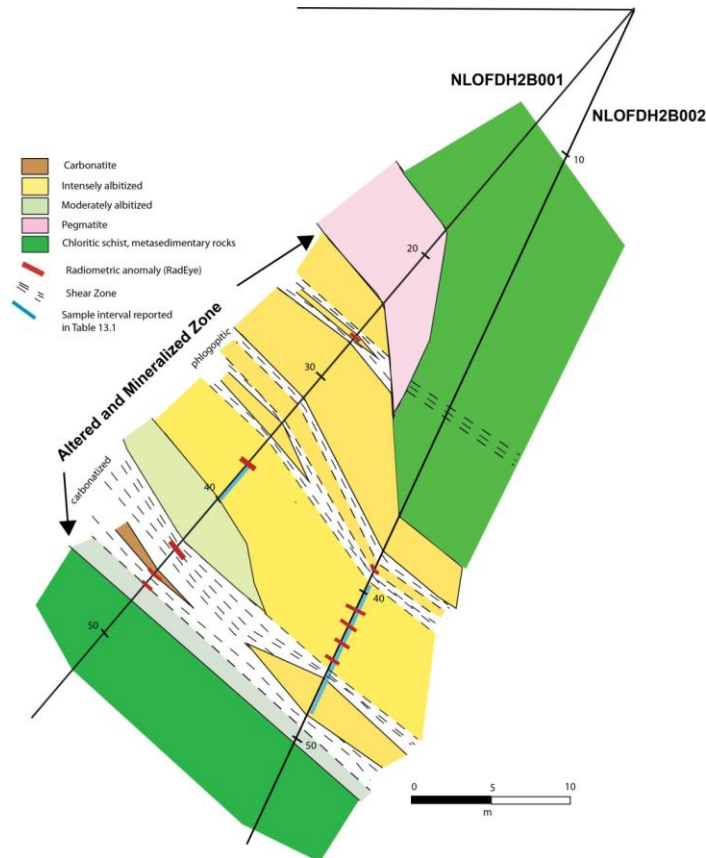 NLOFDH2B001
NLOFDH2B002
10
Carbonatite
Intensely albitized
Moderately albitized
Pegmatite
Chloritic schist, metasedimentary rocks
Radiometric anomaly (RadEye)
Shear Zone
Sample interval reported
in Table 13.1
20
Altered and Mineralized Zone
phlogopitic
30
carbonatized
40
40
50
50
0 5 10
m